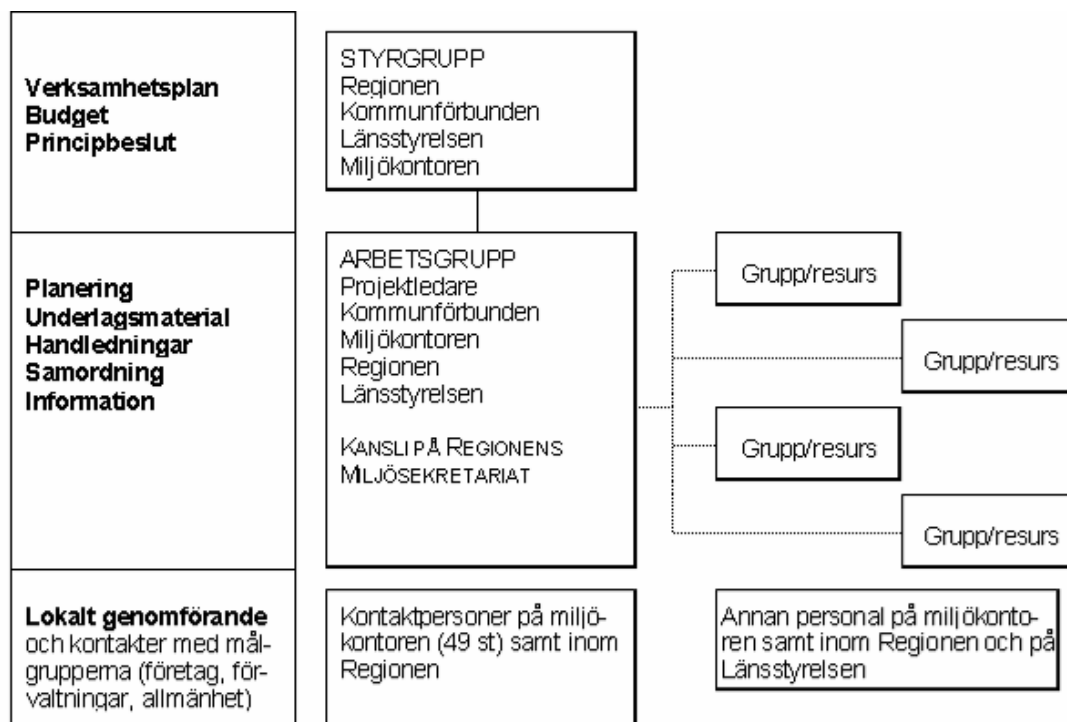 Verksamhetsplan
Budget
Principbeslut
STYRGRUPP
Regionen
Kommunförbunden
Länsstyrelsen
Miljökontoren
Planering
Underlagsmaterial
Handledningar
Samordning
Information
ARBETSGRUPP
Projektledare
Kommunförbunden
Miljökontoren
Regionen
Länsstyrelsen
KANSLI PÅ REGIONENS
MILJÖSEKRETARIAT
Grupp/resurs
Grupp/resurs
Grupp/resurs
Grupp/resurs
Lokalt genomförande
och kontakter med mål-
grupperna (företag, för-
valtningar, allmänhet)
Kontaktpersoner på miljö-
kontoren (49 st) samt inom
Regionen
Annan personal på miljökonto-
ren samt inom Regionen och på
Länsstyrelsen